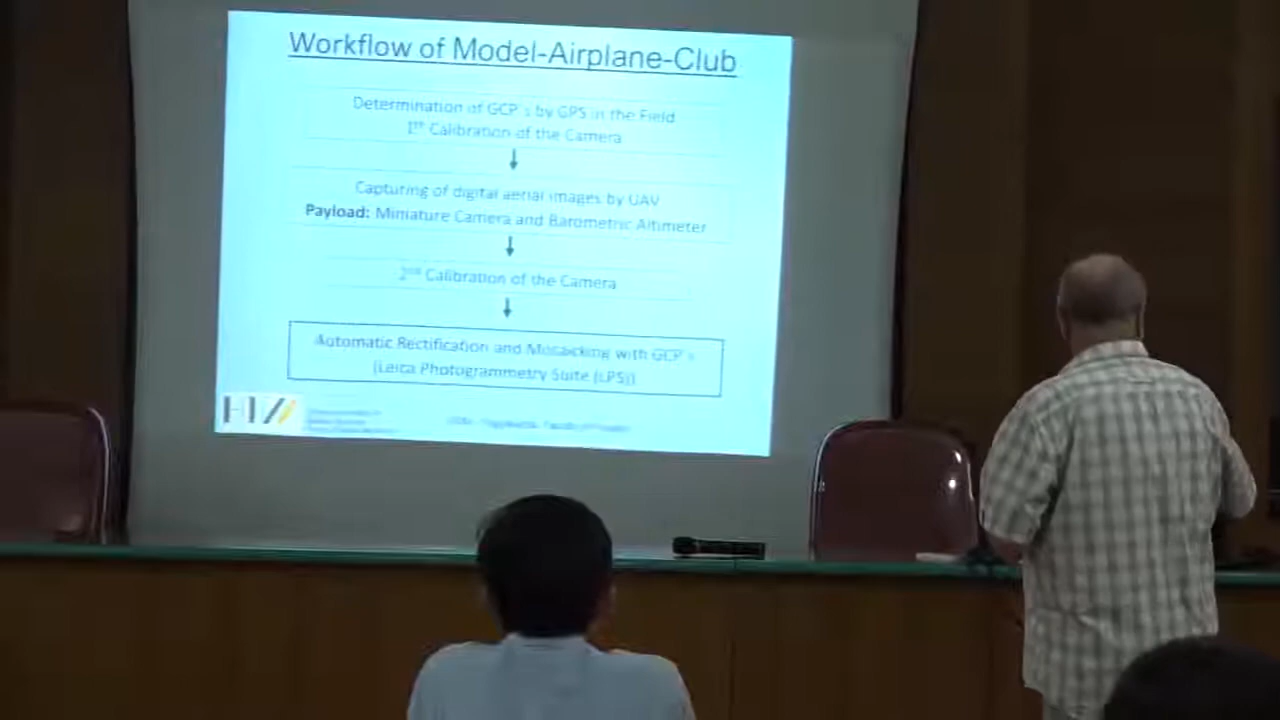 Workflow of Model-Airplane-Club
Determination of GCP´s by GPS in the Field
1th Calibration of the Camera
Capturing of digital aerial images by UAV
Payload: Miniature Camera and Barometric Altimeter
2nd Calibration of the Camera
Automatic Rectification and Mosaicking with GCP´s
(Leica Photogrammetry Suite (LPS))